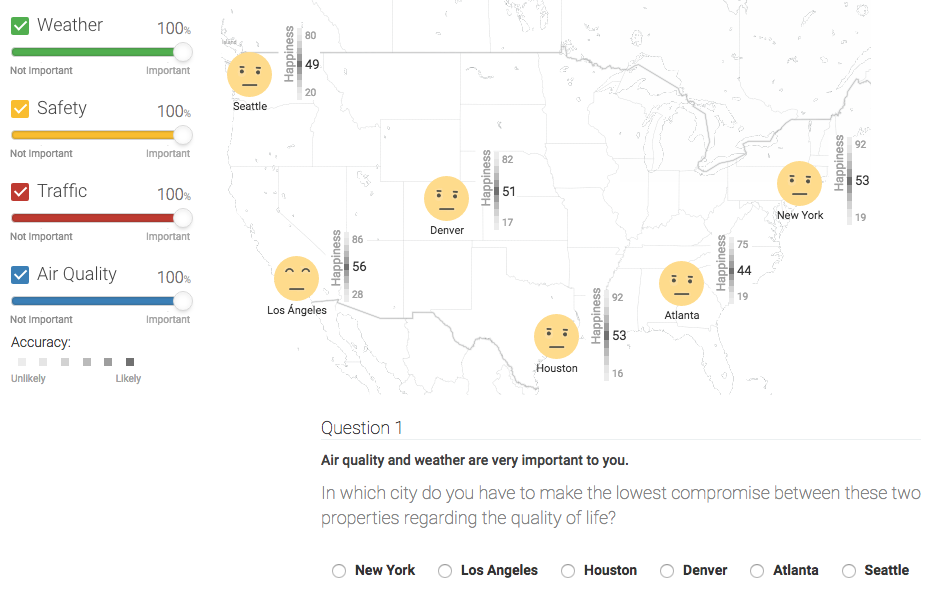 Weather 100%
Not Important Important
Safety 100%
Not Important Important
Traffic 100%
Not Important Important
Air Quality 100%
Not Important Important
Accuracy:
Unlikely Likely
Island
Happiness 80 49 20
Seattle
Happiness 82 51 17
Denver
Happiness 92 53 19
New York
Happiness 86 56 28
Los Ángeles
Happiness 75 44 19
Atlanta
Happiness 92 53 16
Houston
Question 1
Air quality and weather are very important to you.
In which city do you have to make the lowest compromise between these two
properties regarding the quality of life?
New York Los Angeles Houston Denver Atlanta Seattle